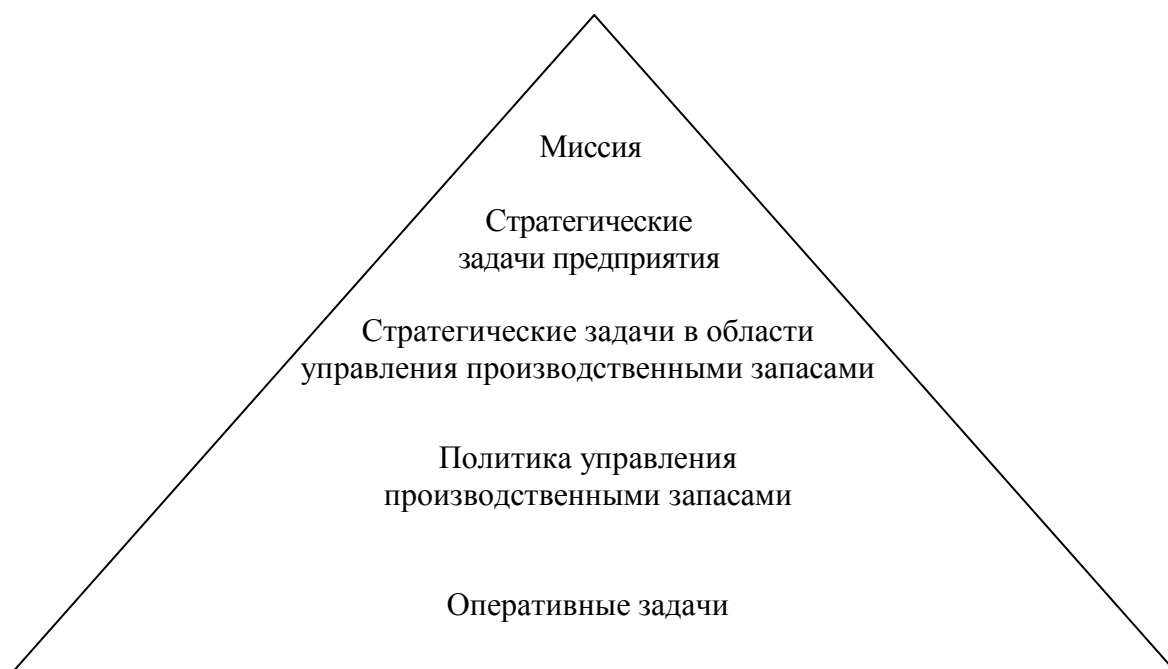 Миссия
Стратегические
задачи предприятия
Стратегические задачи в области
управления производственными запасами
Политика управления
производственными запасами
Оперативные задачи